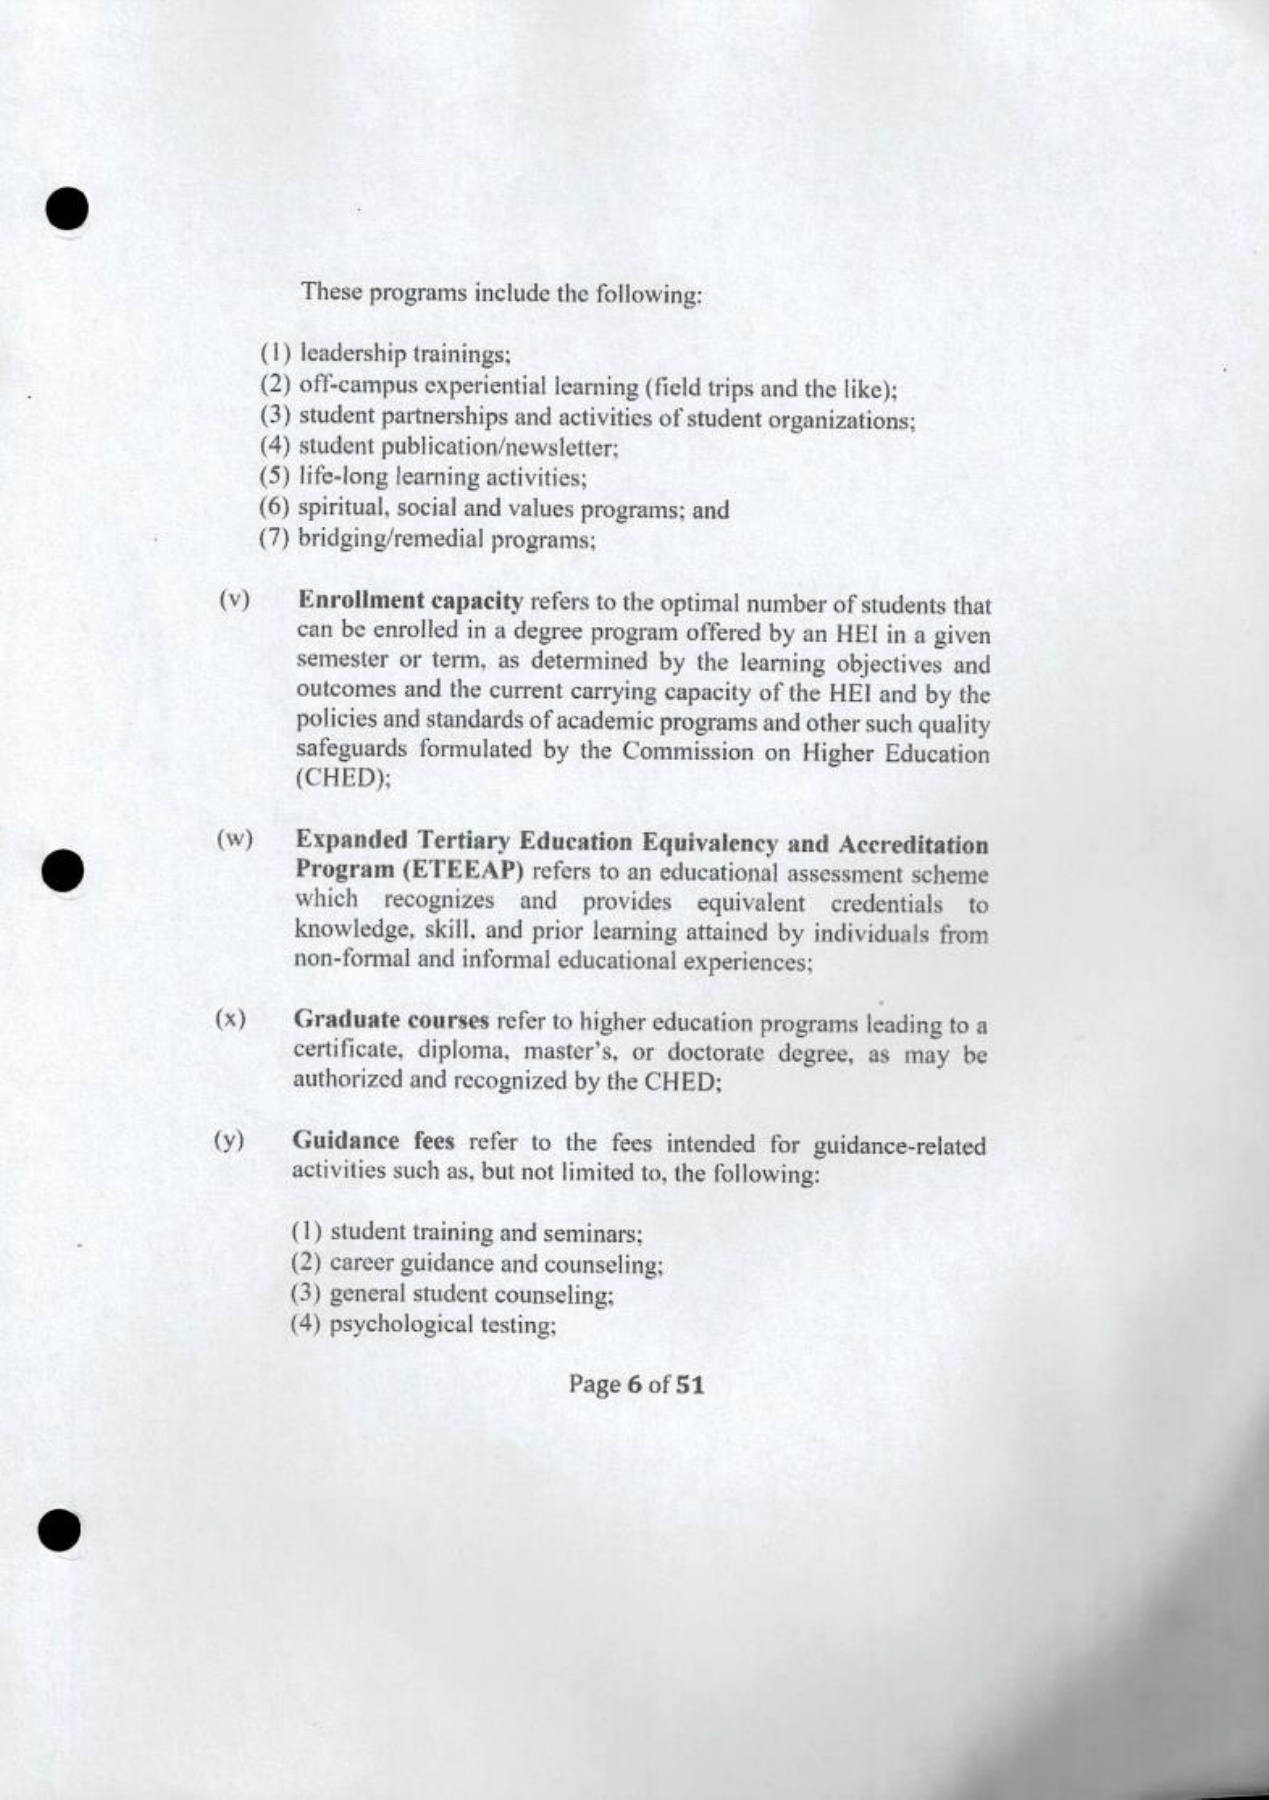 These programs include the following:
(1) leadership trainings;
(2) off-campus experiential learning (field trips and the like);
(3) student partnerships and activities of student organizations;
(4) student publication/newsletter;
(5) life-long learning activities;
(6) spiritual, social and values programs; and
(7) bridging/remedial programs;
(v) Enrollment capacity refers to the optimal number of students that
can be enrolled in a degree program offered by an HEI in a given
semester or term, as determined by the learning objectives and
outcomes and the current carrying capacity of the HEI and by the
policies and standards of academic programs and other such quality
safeguards formulated by the Commission on Higher Education
(CHED);
(w) Expanded Tertiary Education Equivalency and Accreditation
Program (ETEEAP) refers to an educational assessment scheme
which recognizes and provides equivalent credentials to
knowledge, skill, and prior learning attained by individuals from
non-formal and informal educational experiences;
(x) Graduate courses refer to higher education programs leading to a
certificate, diploma, master's, or doctorate degree, as may be
authorized and recognized by the CHED;
(y) Guidance fees refer to the fees intended for guidance-related
activities such as, but not limited to, the following:
(1) student training and seminars;
(2) career guidance and counseling;
(3) general student counseling;
(4) psychological testing;
Page 6 of 51